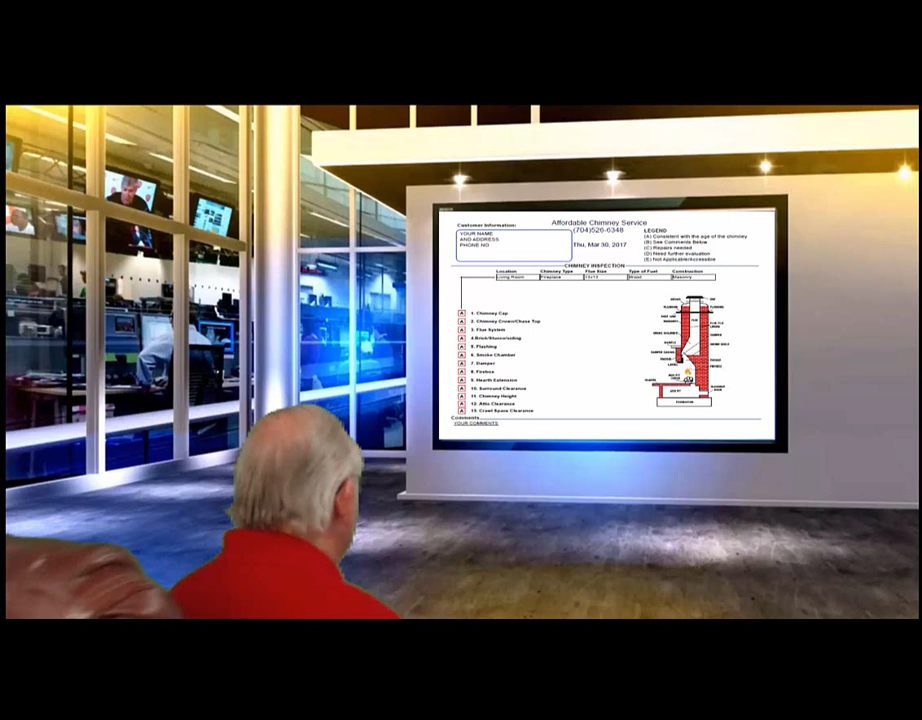 Affordable Chimney Service
(704)526-6348
Thu, Mar 30, 2017
Customer Information:
YOUR NAME
AND ADDRESS
PHONE NO
LEGEND
(A) Consistent with the age of the chimney
(B) See Comments Below
(C) Repairs needed
(D) Need further evaluation
(E) Not Applicable/Accessible
CHIMNEY INSPECTION
Location Chimney Type Flue Size Type of Fuel Construction
Living Room Fireplace 13x13 Wood Masonry
A 1. Chimney Cap
A 2. Chimney Crown/Chase Top
A 3. Flue System
A 4.Brick/Stucco/siding
A 5. Flashing
A 6. Smoke Chamber
A 7. Damper
A 8. Firebox
A 9. Hearth Extension
A 10. Surround Clearance
A 11. Chimney Height
A 12. Attic Clearance
A 13. Crawl Space Clearance
FOUNDATION
Comments
YOUR COMMENTS